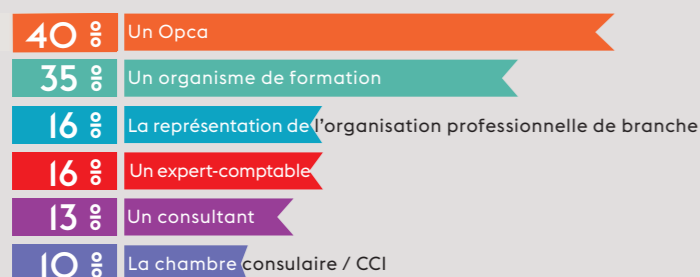 40 % Un Opca
35 % Un organisme de formation
16 % La représentation de l'organisation professionnelle de branche
16 % Un expert-comptable
13 % Un consultant
10 % La chambre consulaire / CCI